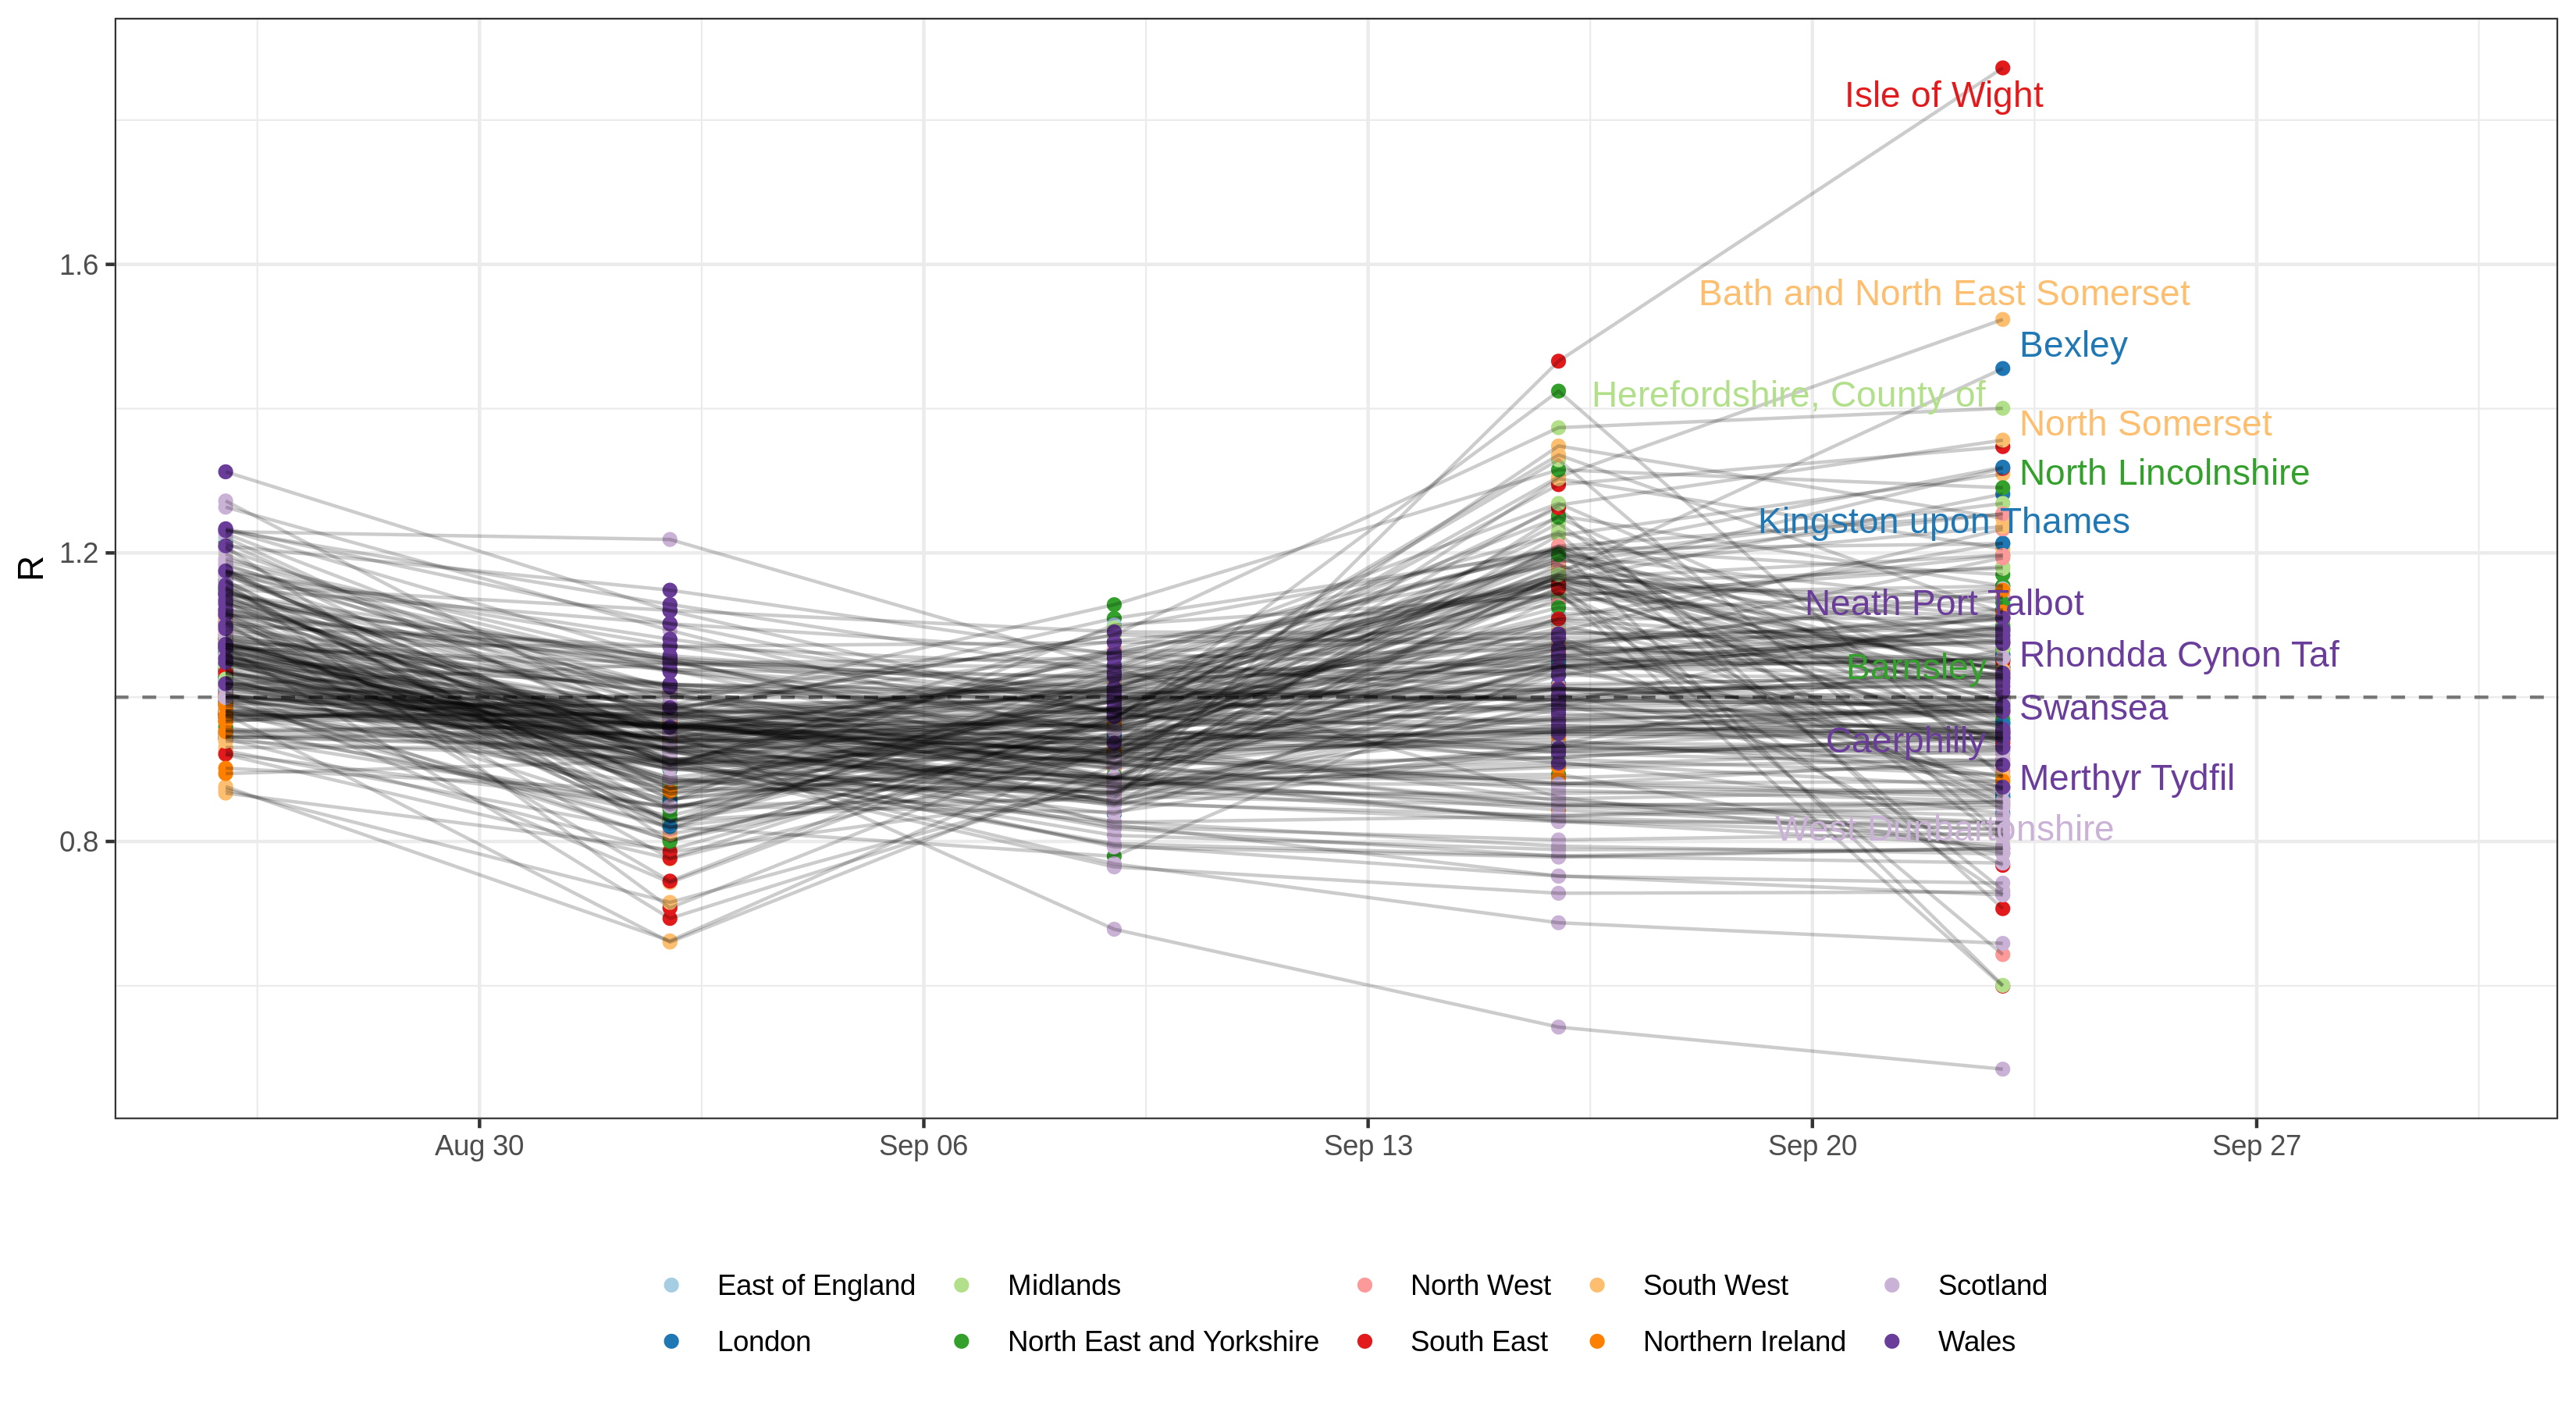 Isle of Wight
1.6
Bath and North East Somerset
Bexley
Herefordshire, County of
North Somerset
North Lincolnshire
Kingston upon Thames
1.2
R
Neath Port Talbot
Rhondda Cynon Taf
Barnsley
Swansea
Caerphilly
Merthyr Tydfil
West Dunbartonshire
0.8
Aug 30 Sep 06 Sep 13 Sep 20 Sep 27
East of England Midlands North West South West Scotland
London North East and Yorkshire South East Northern Ireland Wales